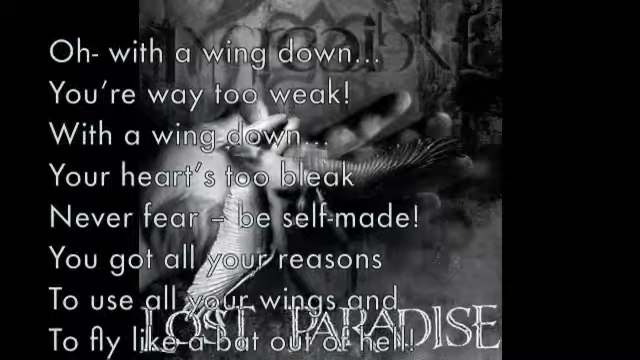 Oh- with a wing down...
You're way too weak!
With a wing down...
Your heart's too bleak
Never fear – be self-made!
You got all your reasons
To use all your wings and
LOST PARADISE
To fly like a bat out of hell!